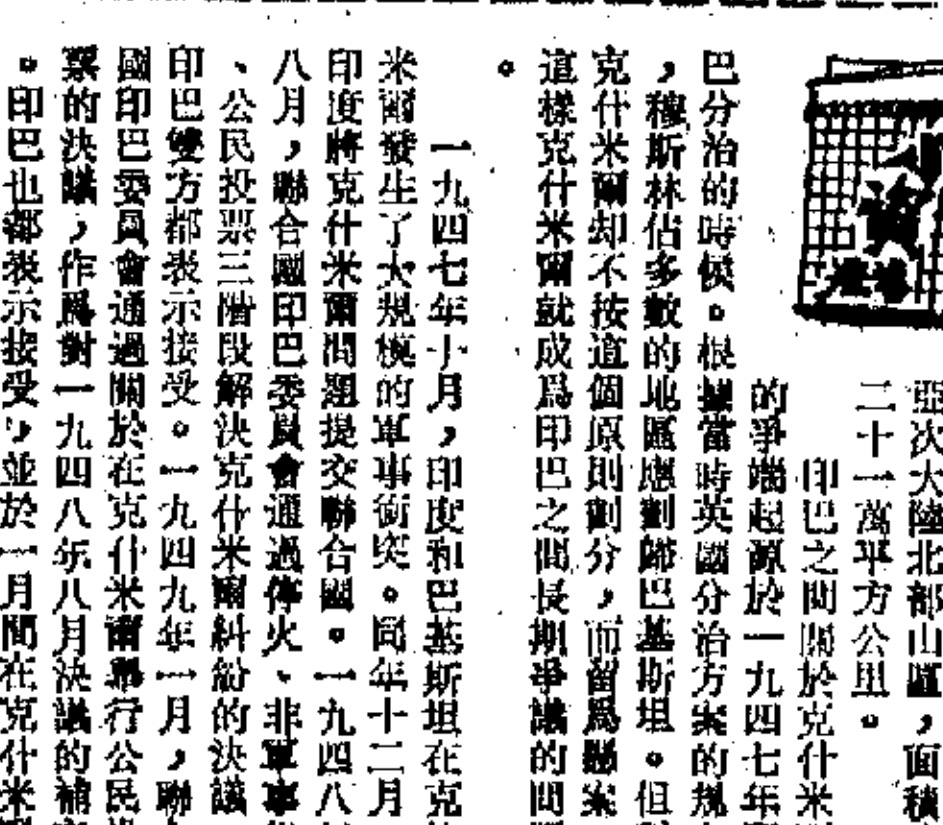 亞次大陸北部山區，面積
二十一萬平方公里。
印巴之間關於克什米
的爭端起源於一九四七年
巴分治的時候。根據當時英國分治方案的規
，穆斯林佔多數的地區應劃歸巴基斯坦。但
克什米爾却不按這個原則劃分，而留爲懸案
這樣克什米爾就成爲印巴之間長期爭議的問
。
一九四七年十月，印度和巴基斯坦在克
米爾發生了大規模的軍事衝突。同年十二月
印度將克什米爾問題提交聯合國。一九四八
八月，聯合國印巴委員會通過停火、非軍事
、公民投票三階段解決克什米爾糾紛的決議
印巴雙方都表示接受。一九四九年一月，聯
國印巴委員會通過關於在克什米爾舉行公民
票的決議，作爲對一九四八年八月決議的補
。印巴也都表示接受，並於一月間在克什米